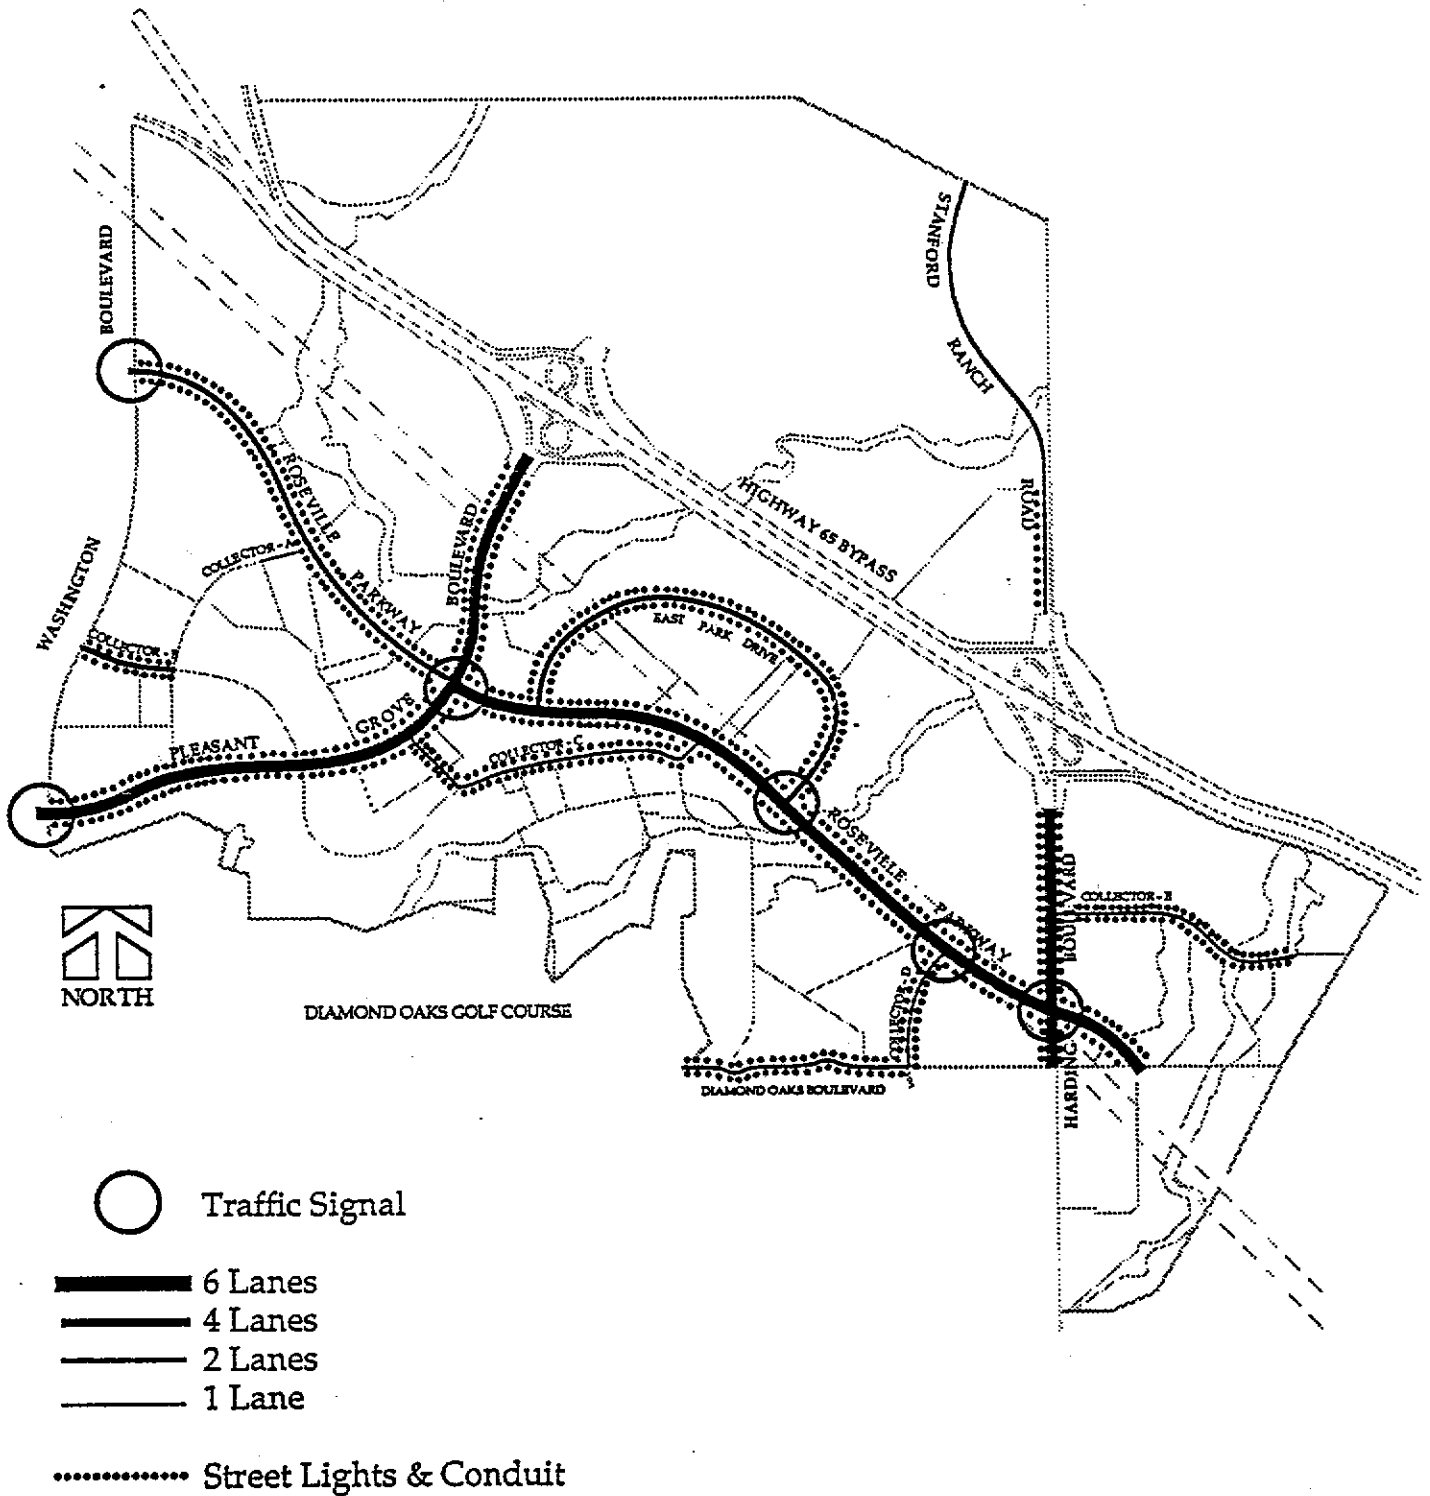 BOULEVARD
STANFORD
RANCH
ROAD
ROSEVILLE
PARKWAY
BOULEVARD
HIGHWAY 65 BYPASS
WASHINGTON
COLLECTOR - A
COLLECTOR - B
EAST PARK DRIVE
PLEASANT
GROVE
COLLECTOR - C
ROSEVILLE
PARKWAY
BOULEVARD
COLLECTOR - E
COLLECTOR - D
HARDING
NORTH
DIAMOND OAKS GOLF COURSE
DIAMOND OAKS BOULEVARD
Traffic Signal
6 Lanes
4 Lanes
2 Lanes
1 Lane
Street Lights & Conduit